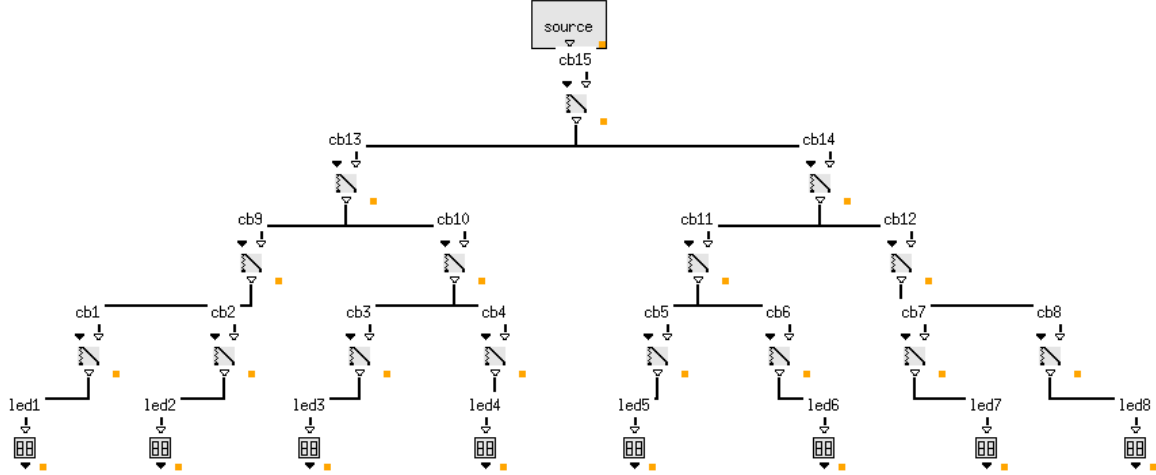 source
cb15
cb13 cb14
cb9 cb10 cb11 cb12
cb1 cb2 cb3 cb4 cb5 cb6 cb7 cb8
led1 led2 led3 led4 led5 led6 led7 led8